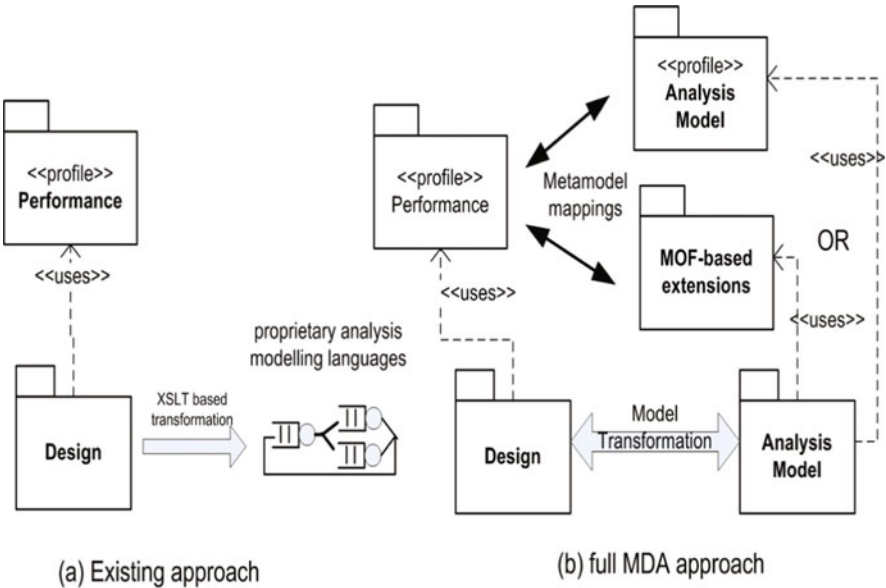 <<profile>>
Performance
<<uses>>
Design
XSLT based
transformation
proprietary analysis
modelling languages
(a) Existing approach
<<profile>>
Performance
Metamodel
mappings
<<profile>>
Analysis
Model
<<uses>>
OR
MOF-based
extensions
<<uses>>
<<uses>>
Design
Model
Transformation
Analysis
Model
(b) full MDA approach